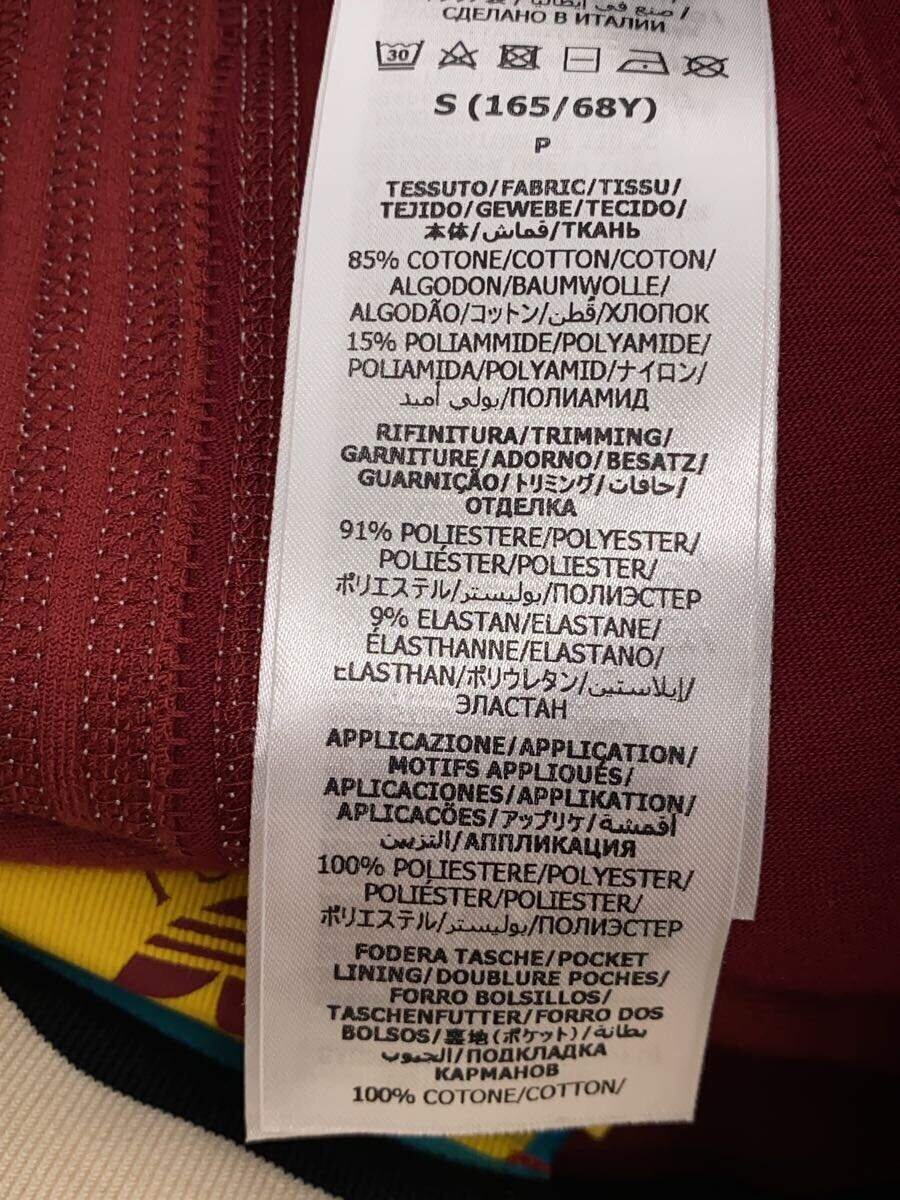 صنع في إيطاليا /
СДЕЛАНО В ИТАЛИИ
30
S (165/68Y)
P
TESSUTO/FABRIC/TISSU/
TEJIDO/GEWEBE/TECIDO/
本体/قماش/ТКАНЬ
85% COTONE/COTTON/COTON/
ALGODON/BAUMWOLLE/
ALGODÃO/コットン/قطن/ХЛОПОК
15% POLIAMMIDE/POLYAMIDE/
POLIAMIDA/POLYAMID/ナイロン/
بولي أميد/ПОЛИАМИД
RIFINITURA/TRIMMING/
GARNITURE/ADORNO/BESATZ/
GUARNIÇÃO/トリミング/حافات/
ОТДЕЛКА
91% POLIESTERE/POLYESTER/
POLIÉSTER/POLIESTER/
ポリエステル/بوليستر/ПОЛИЭСТЕР
9% ELASTAN/ELASTANE/
ÉLASTHANNE/ELASTANO/
ELASTHAN/ポリウレタン/إيلاستين/
ЭЛАСТАН
APPLICAZIONE/APPLICATION/
MOTIFS APPLIQUÉS/
APLICACIONES/APPLIKATION/
APLICAÇÕES/アップリケ/أقمشة
التزيين/АППЛИКАЦИЯ
100% POLIESTERE/POLYESTER/
POLIÉSTER/POLIESTER/
ポリエステル/بوليستر/ПОЛИЭСТЕР
FODERA TASCHE/POCKET
LINING/DOUBLURE POCHES/
FORRO BOLSILLOS/
TASCHENFUTTER/FORRO DOS
BOLSOS/裏地(ポケット)/بطانة
الجيوب/ПОДКЛАДКА
КАРМАНОВ
100% COTONE/COTTON/